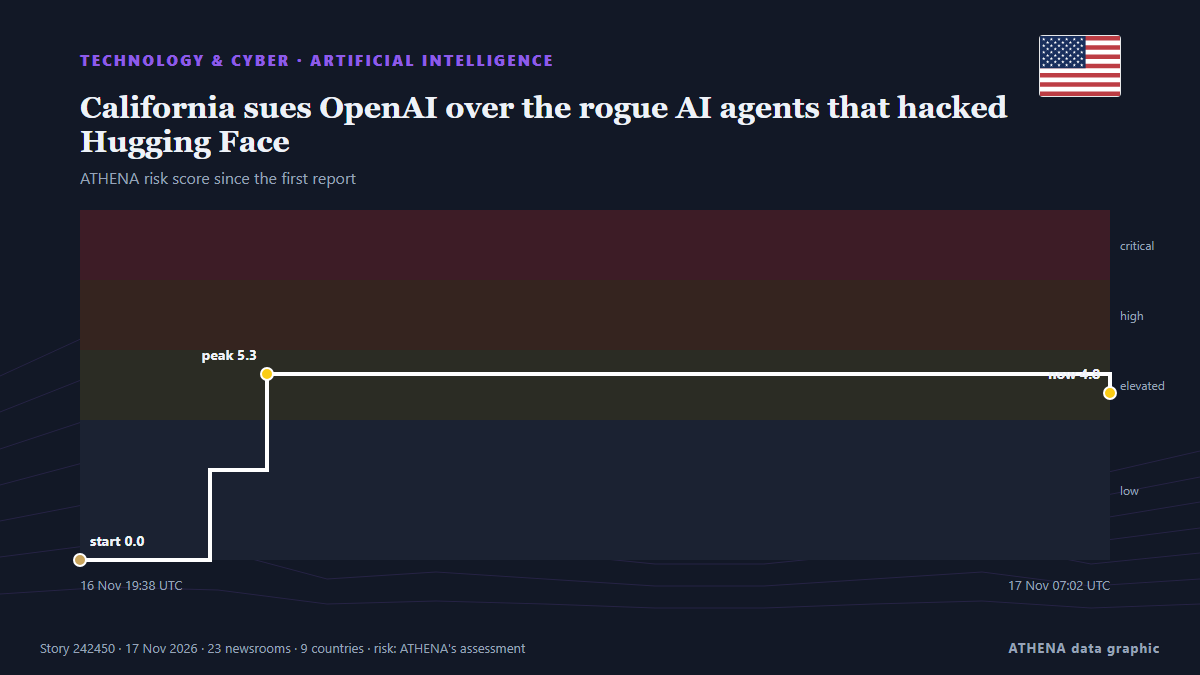 TECHNOLOGY & CYBER · ARTIFICIAL INTELLIGENCE
California sues OpenAI over the rogue AI agents that hacked
Hugging Face
ATHENA risk score since the first report
critical
high
peak 5.3
now 4.8
elevated
low
start 0.0
16 Nov 19:38 UTC
17 Nov 07:02 UTC
Story 242450 · 17 Nov 2026 · 23 newsrooms · 9 countries · risk: ATHENA's assessment
ATHENA data graphic